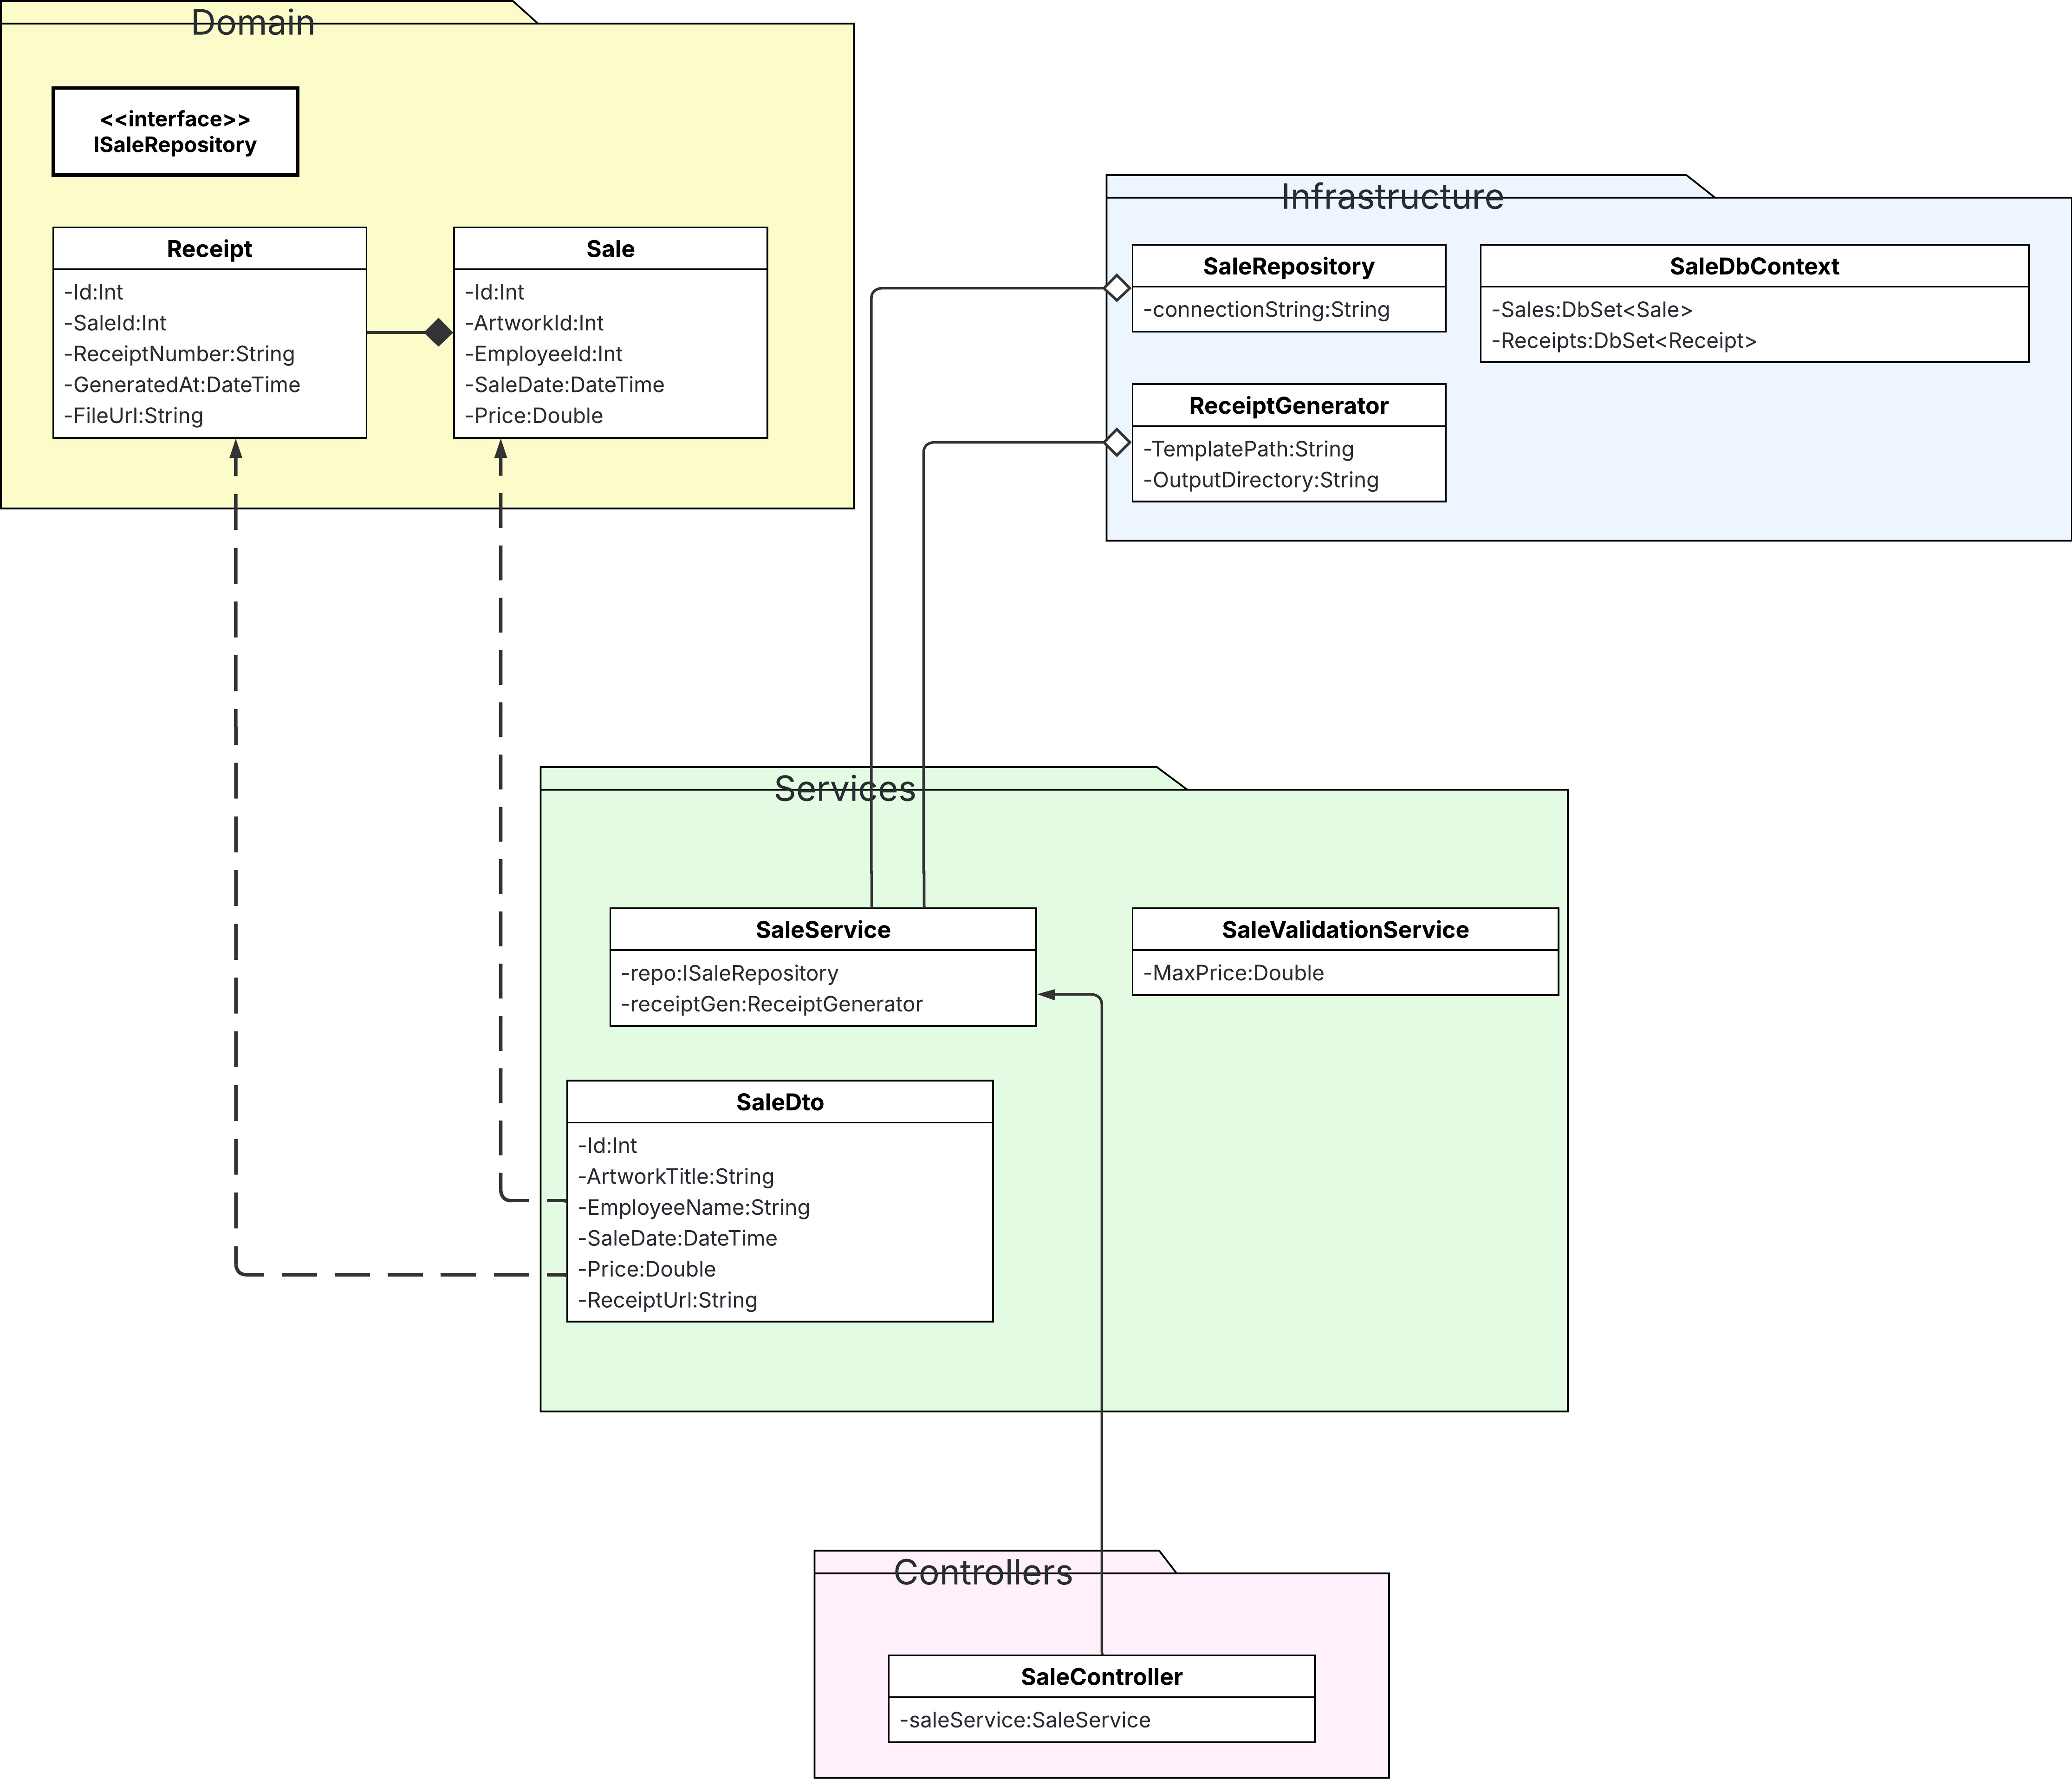 Domain
<<interface>>
ISaleRepository
Receipt
-Id:Int
-SaleId:Int
-ReceiptNumber:String
-GeneratedAt:DateTime
-FileUrl:String
Sale
-Id:Int
-ArtworkId:Int
-EmployeeId:Int
-SaleDate:DateTime
-Price:Double
Infrastructure
SaleRepository
-connectionString:String
SaleDbContext
-Sales:DbSet<Sale>
-Receipts:DbSet<Receipt>
ReceiptGenerator
-TemplatePath:String
-OutputDirectory:String
Services
SaleService
-repo:ISaleRepository
-receiptGen:ReceiptGenerator
SaleValidationService
-MaxPrice:Double
SaleDto
-Id:Int
-ArtworkTitle:String
-EmployeeName:String
-SaleDate:DateTime
-Price:Double
-ReceiptUrl:String
Controllers
SaleController
-saleService:SaleService